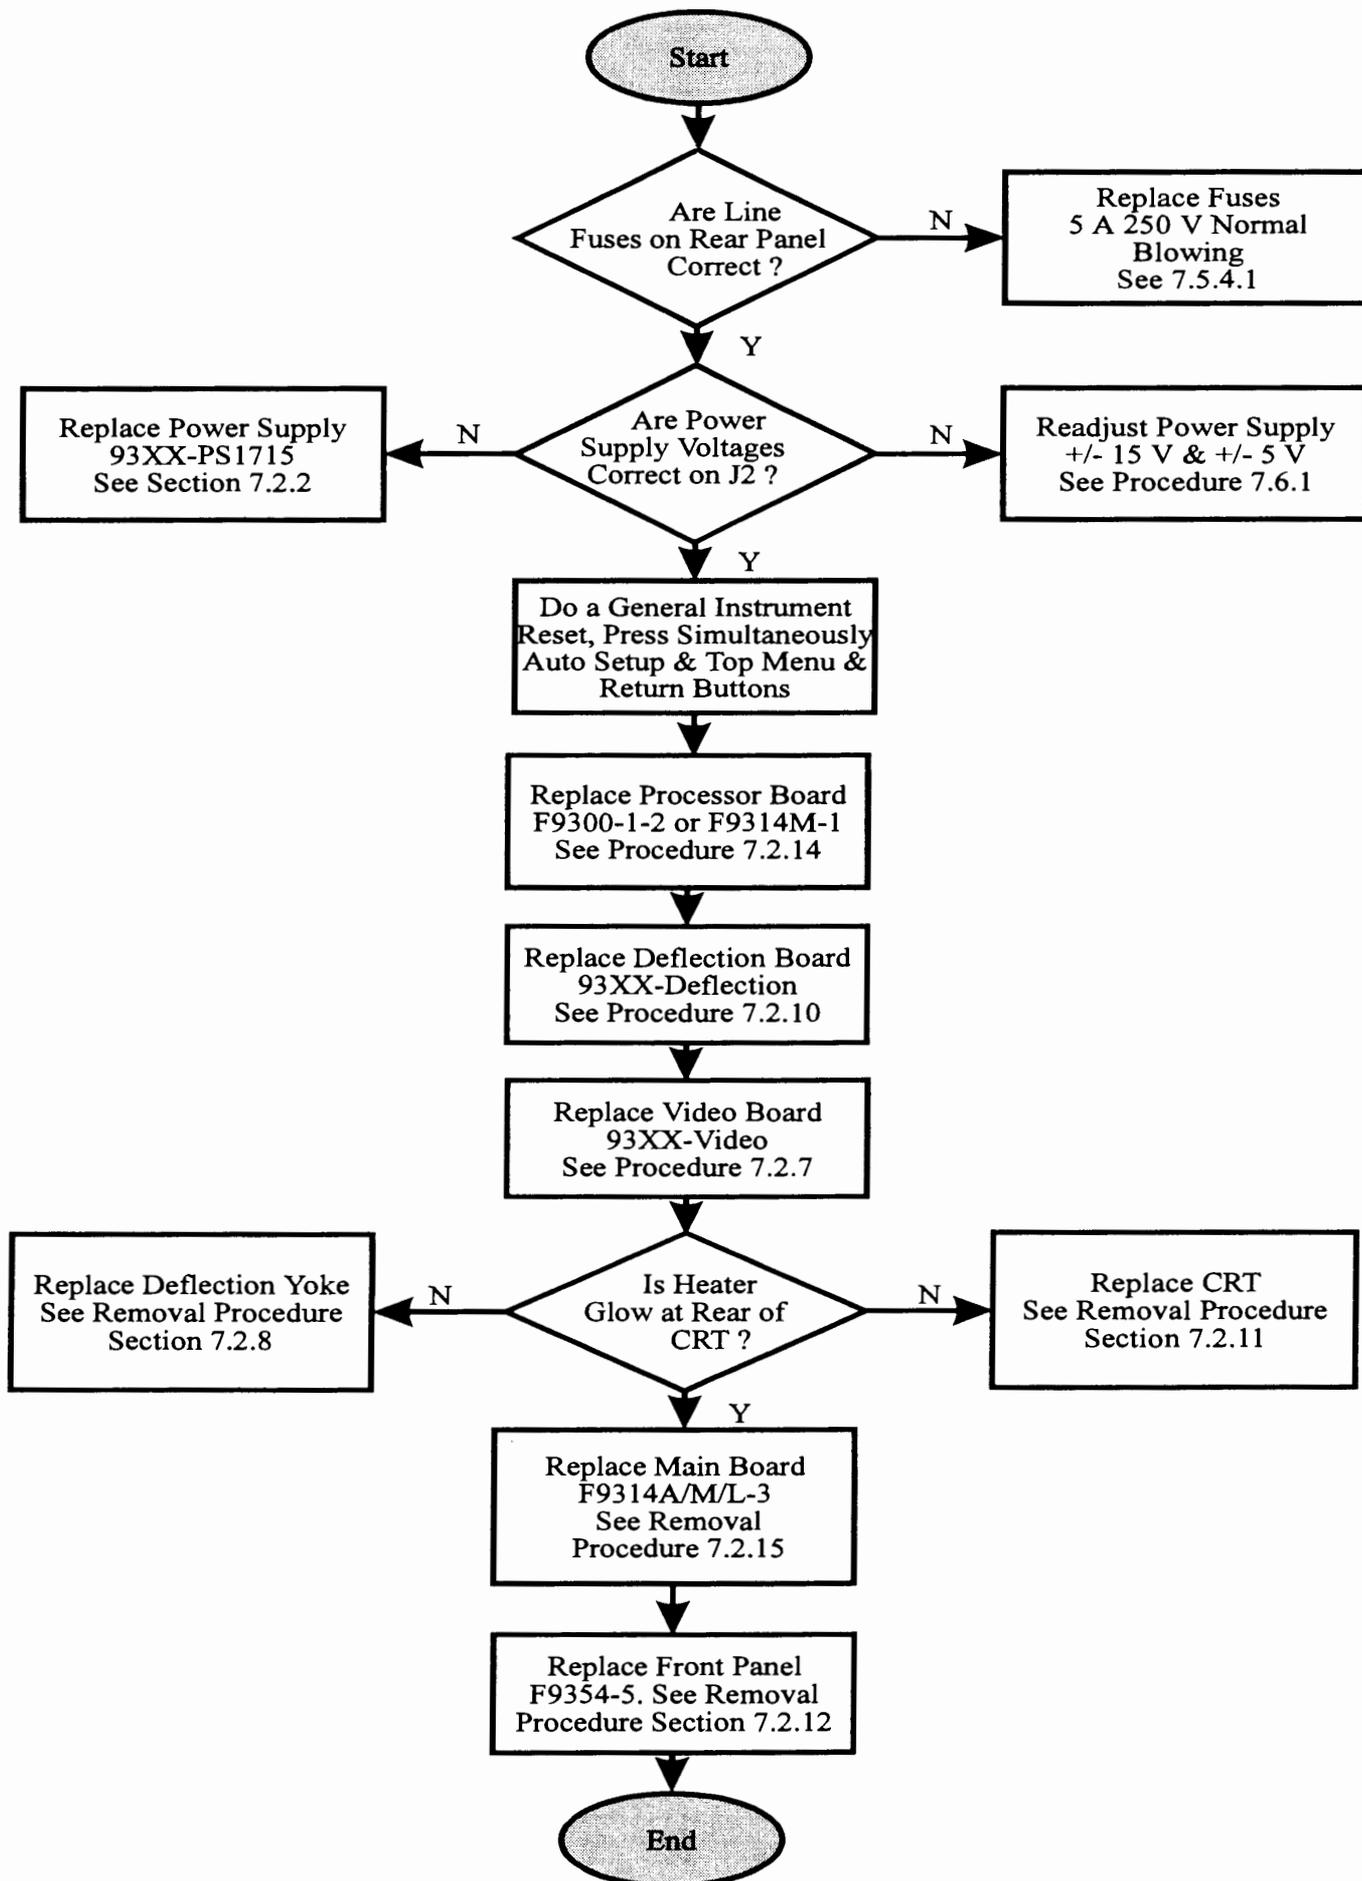 Start
Are Line
Fuses on Rear Panel
Correct ?
N
Replace Fuses
5 A 250 V Normal
Blowing
See 7.5.4.1
Y
Replace Power Supply
93XX-PS1715
See Section 7.2.2
N
Are Power
Supply Voltages
Correct on J2 ?
N
Readjust Power Supply
+/- 15 V & +/- 5 V
See Procedure 7.6.1
Y
Do a General Instrument
Reset, Press Simultaneously
Auto Setup & Top Menu &
Return Buttons
Replace Processor Board
F9300-1-2 or F9314M-1
See Procedure 7.2.14
Replace Deflection Board
93XX-Deflection
See Procedure 7.2.10
Replace Video Board
93XX-Video
See Procedure 7.2.7
Replace Deflection Yoke
See Removal Procedure
Section 7.2.8
N
Is Heater
Glow at Rear of
CRT ?
N
Replace CRT
See Removal Procedure
Section 7.2.11
Y
Replace Main Board
F9314A/M/L-3
See Removal
Procedure 7.2.15
Replace Front Panel
F9354-5. See Removal
Procedure Section 7.2.12
End